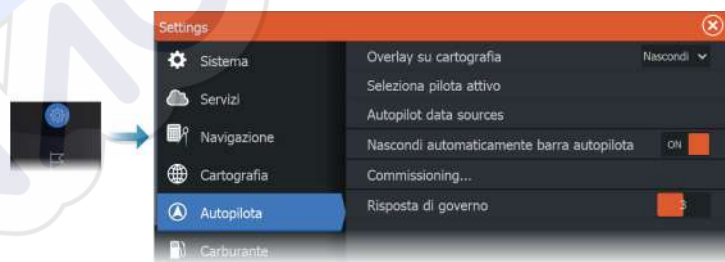 Settings
Sistema
Servizi
Navigazione
Cartografia
Autopilota
Carburante
Overlay su cartografia Nascondi
Seleziona pilota attivo
Autopilot data sources
Nascondi automaticamente barra autopilota ON
Commissioning...
Risposta di governo 3